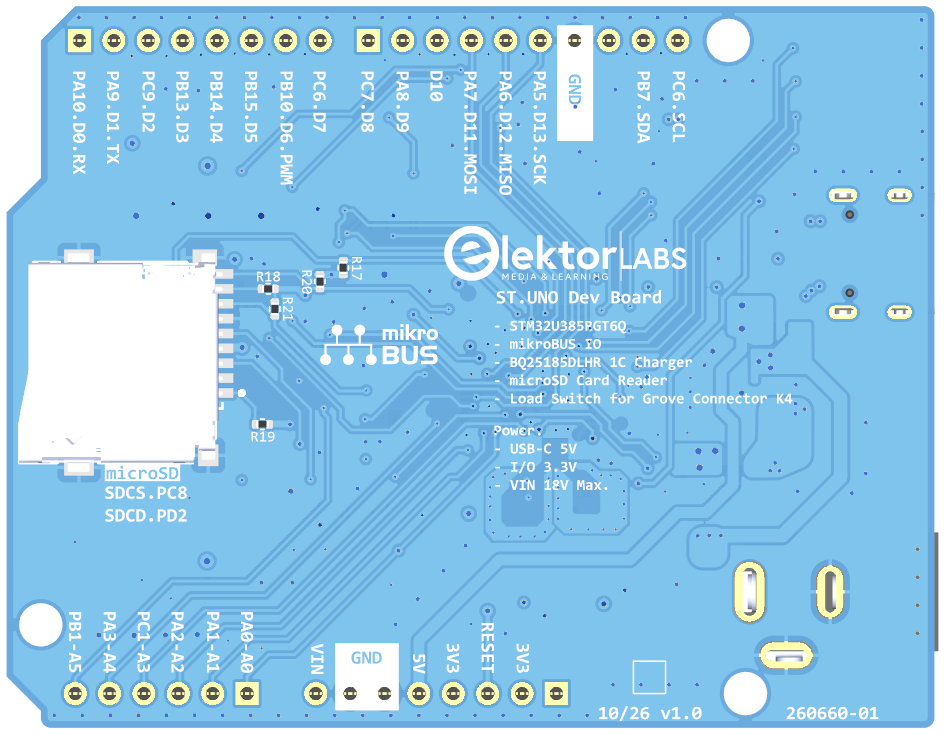 PA10.D0.RX
PA9.D1.TX
PC9.D2
PB13.D3
PB14.D4
PB15.D5
PB10.D6.PWM
PC6.D7
PC7.D8
PA8.D9
D10
PA7.D11.MOSI
PA6.D12.MISO
PA5.D13.SCK
GND
PB7.SDA
PC6.SCL
elektor LABS
MEDIA & LEARNING
ST.UNO Dev Board
- STM32U385RGT6Q
- mikroBUS IO
- BQ25185DLHR 1C Charger
- microSD Card Reader
- Load Switch for Grove Connector K4
Power:
- USB-C 5V
- I/O 3.3V
- VIN 12V Max.
R17
R18
R20
R21
mikro
BUS
R19
microSD
SDCS.PC8
SDCD.PD2
PB1-A5
PA3-A4
PC1-A3
PA2-A2
PA1-A1
PA0-A0
VIN
GND
5V
3V3
RESET
3V3
10/26 v1.0
260660-01